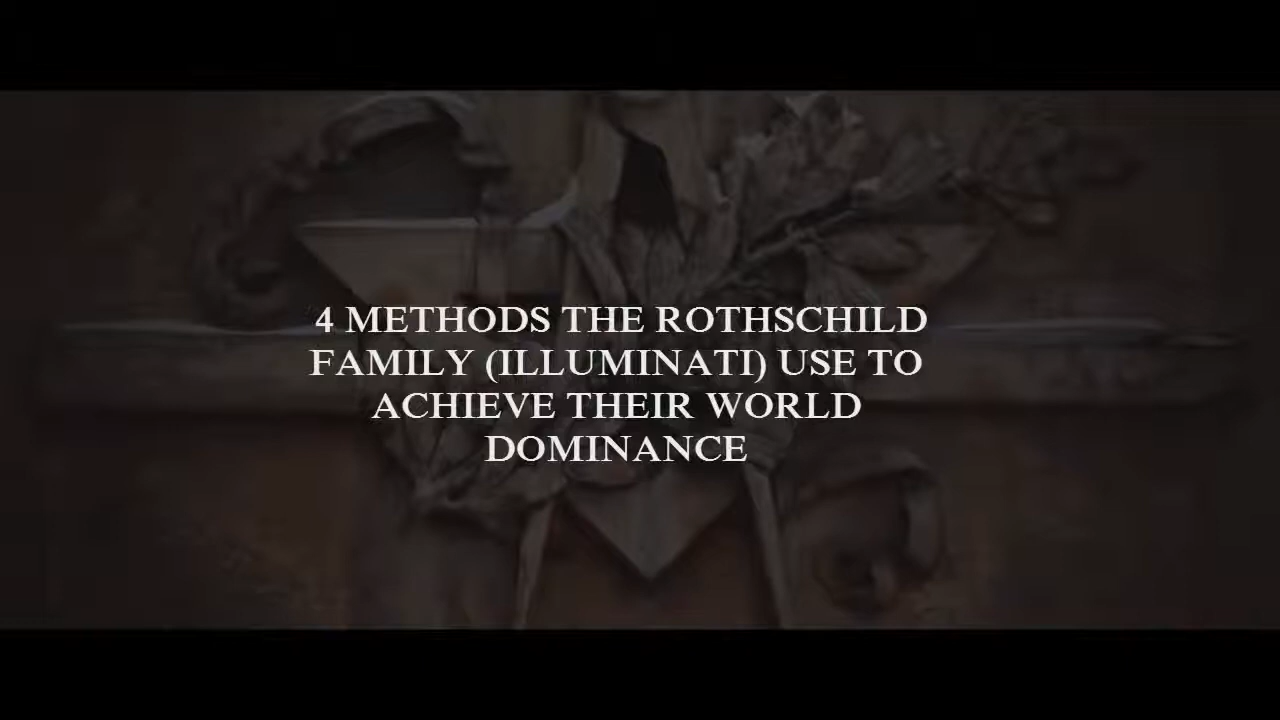 4 METHODS THE ROTHSCHILD
FAMILY (ILLUMINATI) USE TO
ACHIEVE THEIR WORLD
DOMINANCE